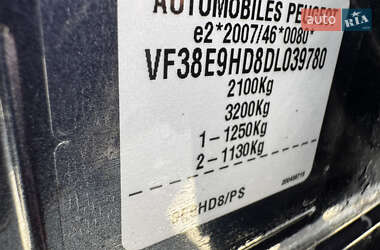 AUTO RIA
AUTOMOBILES PEUGEOT
e2*2007/46*0080*
VF38E9HD8DL039780
2100Kg
3200Kg
1-1250Kg
2-1130Kg